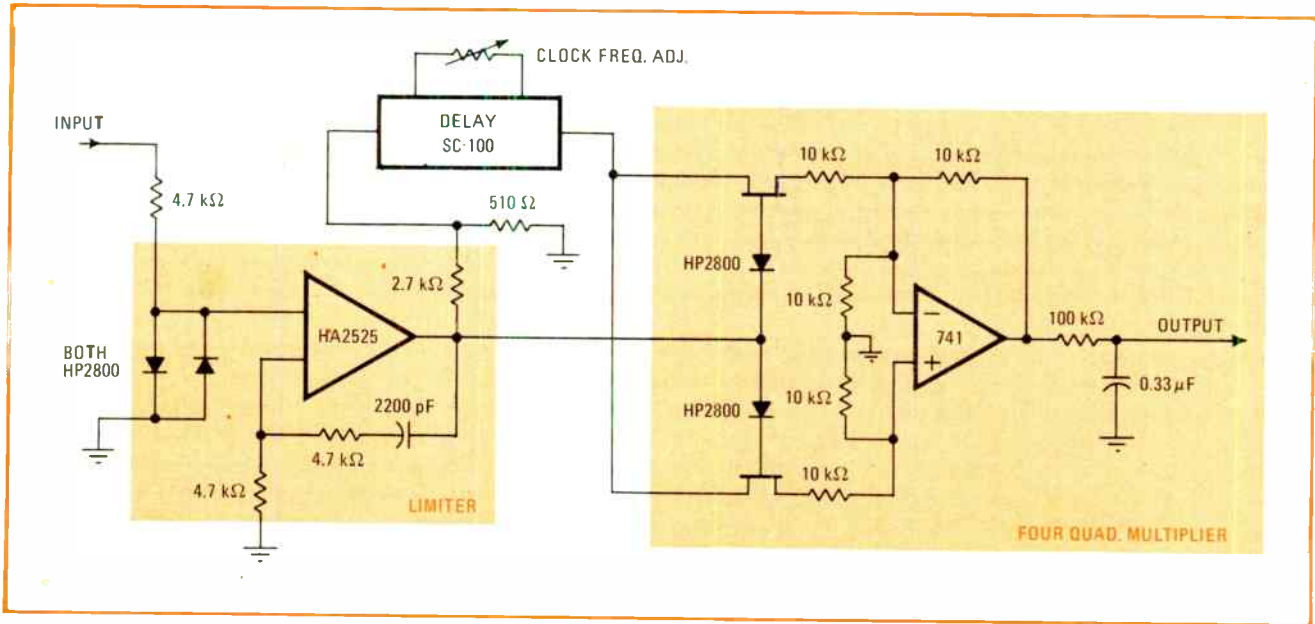 CLOCK FREQ. ADJ.
INPUT
DELAY
SC-100
4.7 kΩ
510 Ω
10 kΩ
10 kΩ
2.7 kΩ
HP2800
10 kΩ
HA2525
741
100 kΩ
OUTPUT
BOTH
HP2800
2200 pF
HP2800
10 kΩ
0.33 µF
4.7 kΩ
10 kΩ
4.7 kΩ
LIMITER
FOUR QUAD. MULTIPLIER
−
+